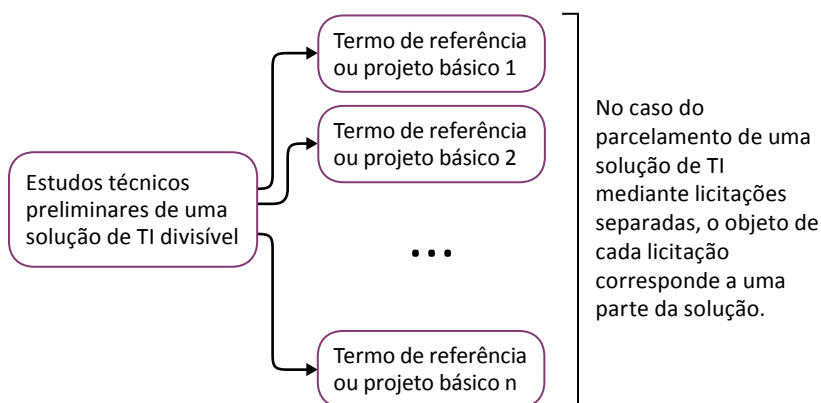 Termo de referência
ou projeto básico 1
Termo de referência
ou projeto básico 2
Estudos técnicos
preliminares de uma
solução de TI divisível
...
Termo de referência
ou projeto básico n
No caso do
parcelamento de uma
solução de TI
mediante licitações
separadas, o objeto de
cada licitação
corresponde a uma
parte da solução.